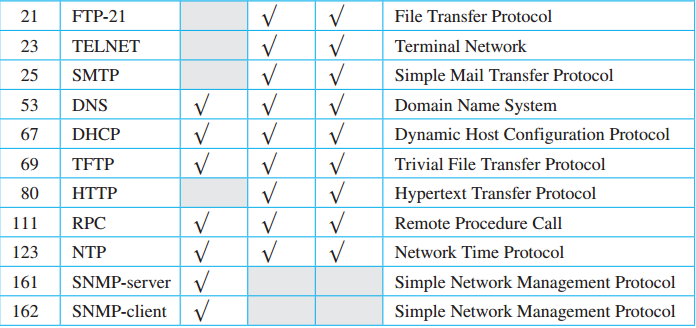 21 FTP-21 √ √ File Transfer Protocol
23 TELNET √ √ Terminal Network
25 SMTP √ √ Simple Mail Transfer Protocol
53 DNS √ √ √ Domain Name System
67 DHCP √ √ √ Dynamic Host Configuration Protocol
69 TFTP √ √ √ Trivial File Transfer Protocol
80 HTTP √ √ Hypertext Transfer Protocol
111 RPC √ √ √ Remote Procedure Call
123 NTP √ √ √ Network Time Protocol
161 SNMP-server √ Simple Network Management Protocol
162 SNMP-client √ Simple Network Management Protocol